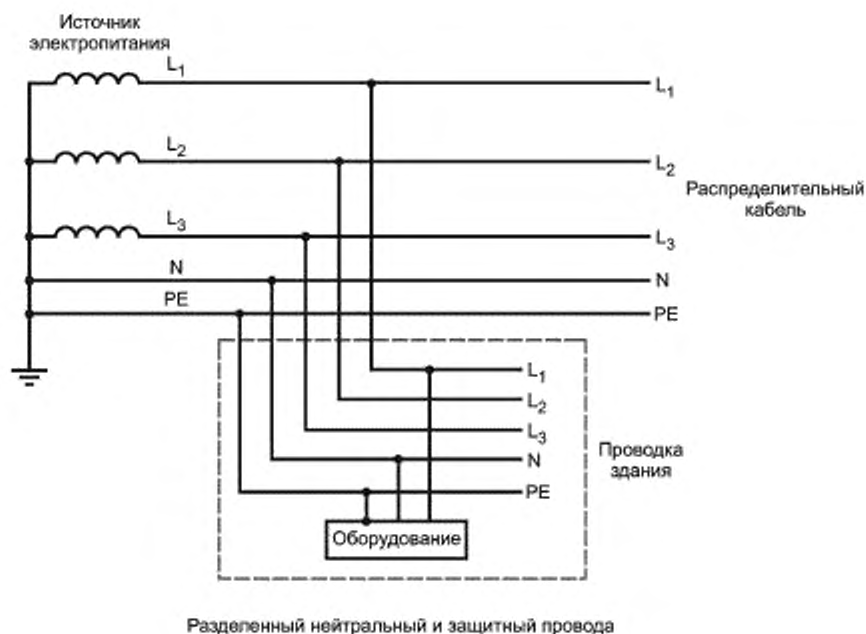 Источник
электропитания
L1
L1
L2
L2
Распределительный
кабель
L3
L3
N
N
PE
PE
L1
L2
L3
Проводка
здания
N
PE
Оборудование
Разделенный нейтральный и защитный провода